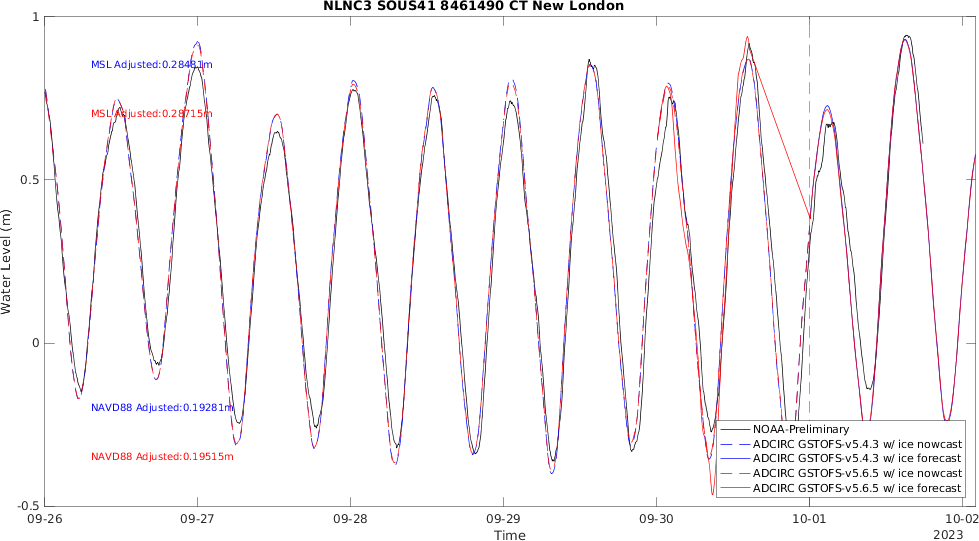 NLNC3 SOUS41 8461490 CT New London
Water Level (m)
1
0.5
0
-0.5
MSL Adjusted:0.28481m
MSL Adjusted:0.28715m
NAVD88 Adjusted:0.19281m
NAVD88 Adjusted:0.19515m
NOAA-Preliminary
ADCIRC GSTOFS-v5.4.3 w/ ice nowcast
ADCIRC GSTOFS-v5.4.3 w/ ice forecast
ADCIRC GSTOFS-v5.6.5 w/ ice nowcast
ADCIRC GSTOFS-v5.6.5 w/ ice forecast
09-26 09-27 09-28 09-29 09-30 10-01 10-02
Time
2023